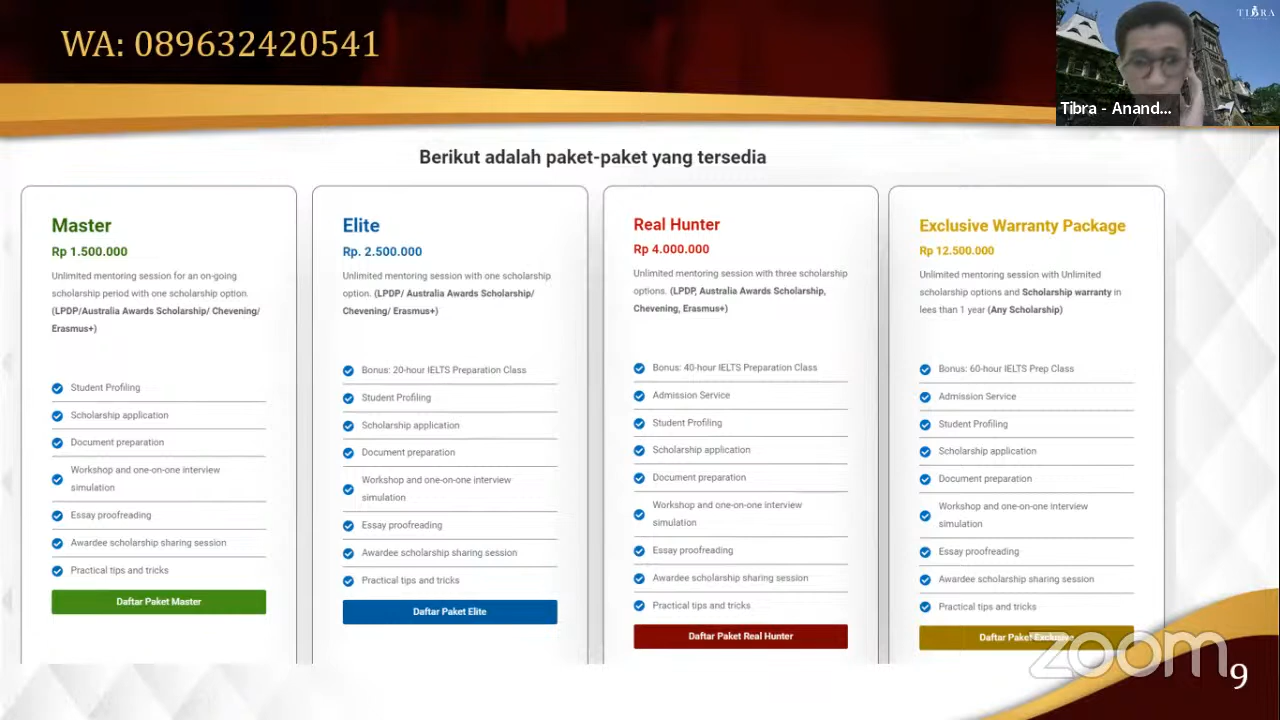 WA: 089632420541
TIBRA
Tibra - Anand...
Berikut adalah paket-paket yang tersedia
Master
Rp 1.500.000
Unlimited mentoring session for an on-going
scholarship period with one scholarship option.
(LPDP/Australia Awards Scholarship/ Chevening/
Erasmus+)
Student Profiling
Scholarship application
Document preparation
Workshop and one-on-one interview
simulation
Essay proofreading
Awardee scholarship sharing session
Practical tips and tricks
Daftar Paket Master
Elite
Rp. 2.500.000
Unlimited mentoring session with one scholarship
option. (LPDP/ Australia Awards Scholarship/
Chevening/ Erasmus+)
Bonus: 20-hour IELTS Preparation Class
Student Profiling
Scholarship application
Document preparation
Workshop and one-on-one interview
simulation
Essay proofreading
Awardee scholarship sharing session
Practical tips and tricks
Daftar Paket Elite
Real Hunter
Rp 4.000.000
Unlimited mentoring session with three scholarship
options. (LPDP, Australia Awards Scholarship,
Chevening, Erasmus+)
Bonus: 40-hour IELTS Preparation Class
Admission Service
Student Profiling
Scholarship application
Document preparation
Workshop and one-on-one interview
simulation
Essay proofreading
Awardee scholarship sharing session
Practical tips and tricks
Daftar Paket Real Hunter
Exclusive Warranty Package
Rp 12.500.000
Unlimited mentoring session with Unlimited
scholarship options and Scholarship warranty in
lees than 1 year (Any Scholarship)
Bonus: 60-hour IELTS Prep Class
Admission Service
Student Profiling
Scholarship application
Document preparation
Workshop and one-on-one interview
simulation
Essay proofreading
Awardee scholarship sharing session
Practical tips and tricks
Daftar Paket Exclusive
zoom
9